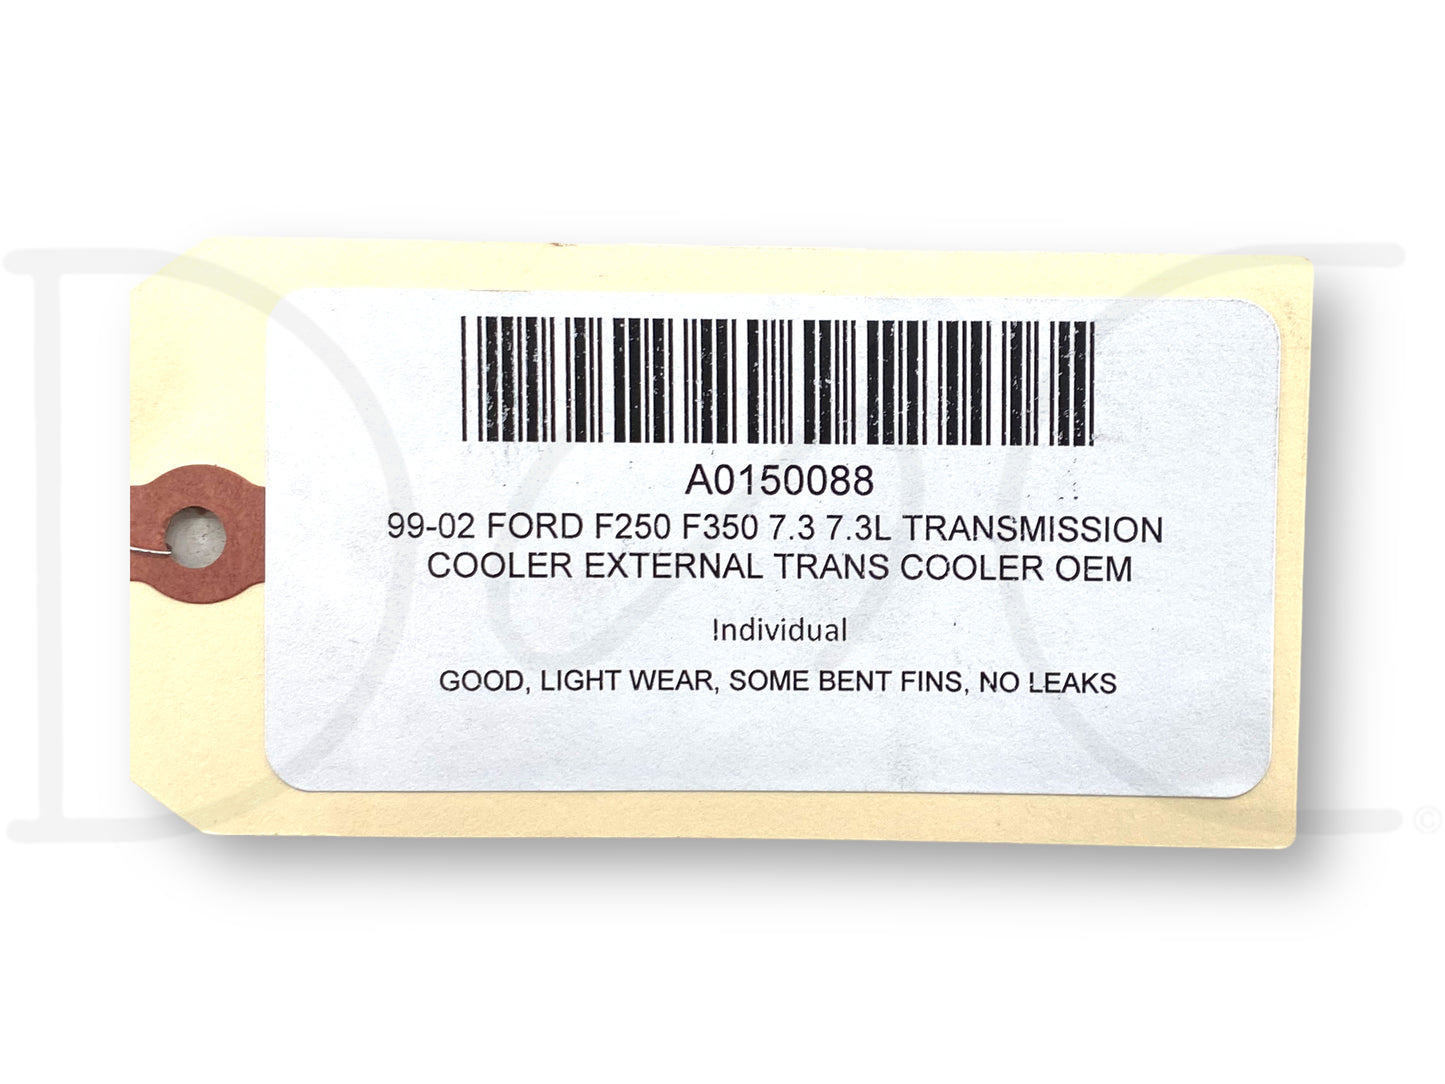 A0150088
99-02 FORD F250 F350 7.3 7.3L TRANSMISSION
COOLER EXTERNAL TRANS COOLER OEM
Individual
GOOD, LIGHT WEAR, SOME BENT FINS, NO LEAKS
©